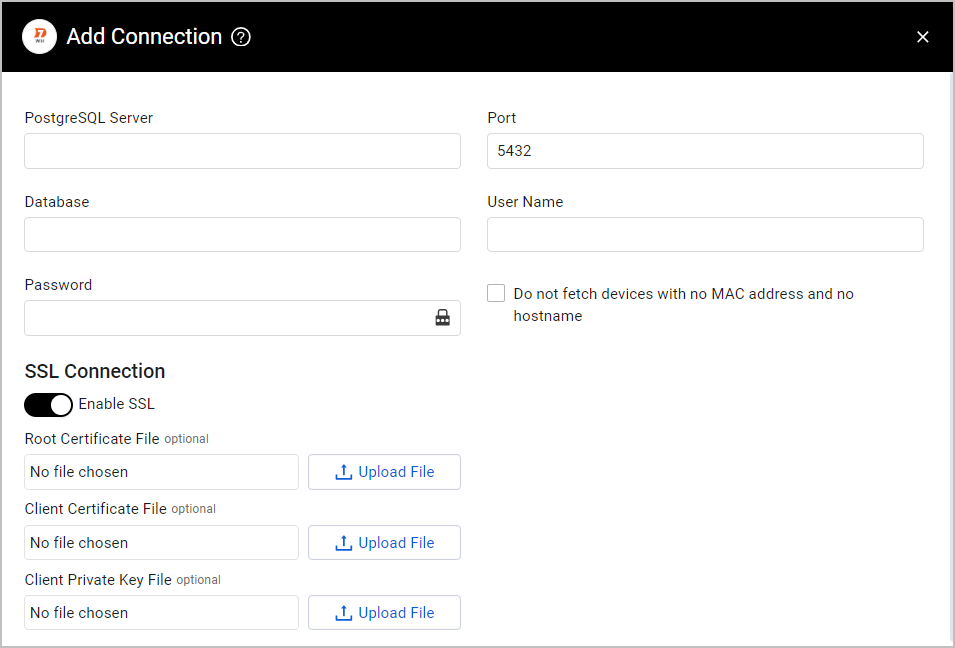 Add Connection ?
PostgreSQL Server
Port
5432
Database
User Name
Password
Do not fetch devices with no MAC address and no
hostname
SSL Connection
Enable SSL
Root Certificate File optional
No file chosen
Upload File
Client Certificate File optional
No file chosen
Upload File
Client Private Key File optional
No file chosen
Upload File